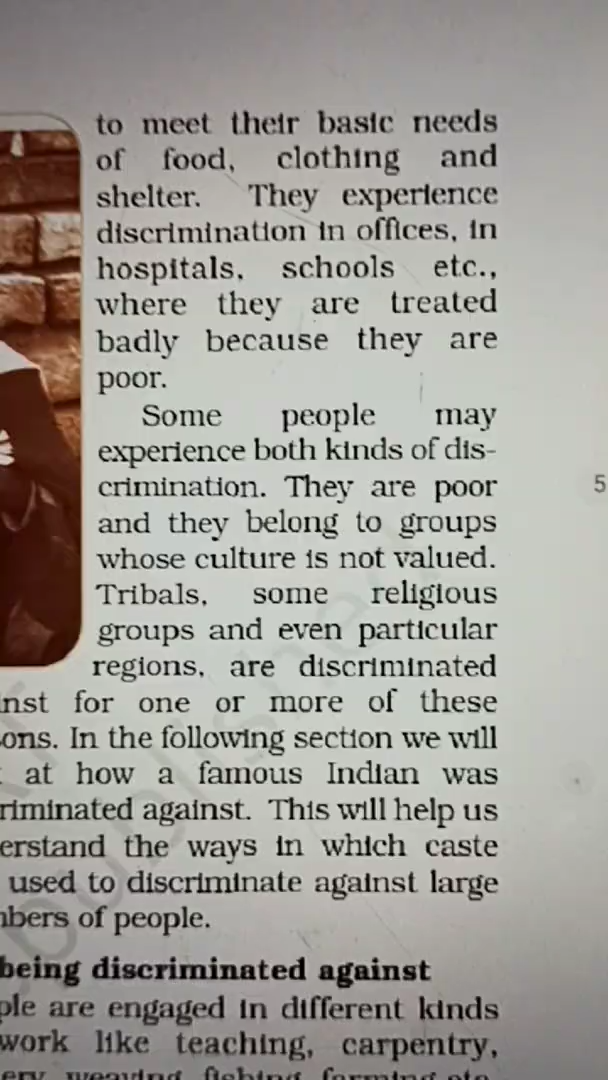 to meet their basic needs
of food, clothing and
shelter. They experience
discrimination in offices, in
hospitals, schools etc.,
where they are treated
badly because they are
poor.
Some people may
experience both kinds of dis-
crimination. They are poor
and they belong to groups
whose culture is not valued.
Tribals, some religious
groups and even particular
regions, are discriminated
for one or more of these
In the following section we will
at how a famous Indian was
against. This will help us
the ways in which caste
used to discriminate against large
of people.
being discriminated against
are engaged in different kinds
work like teaching, carpentry,
weaving fishing farming etc
5